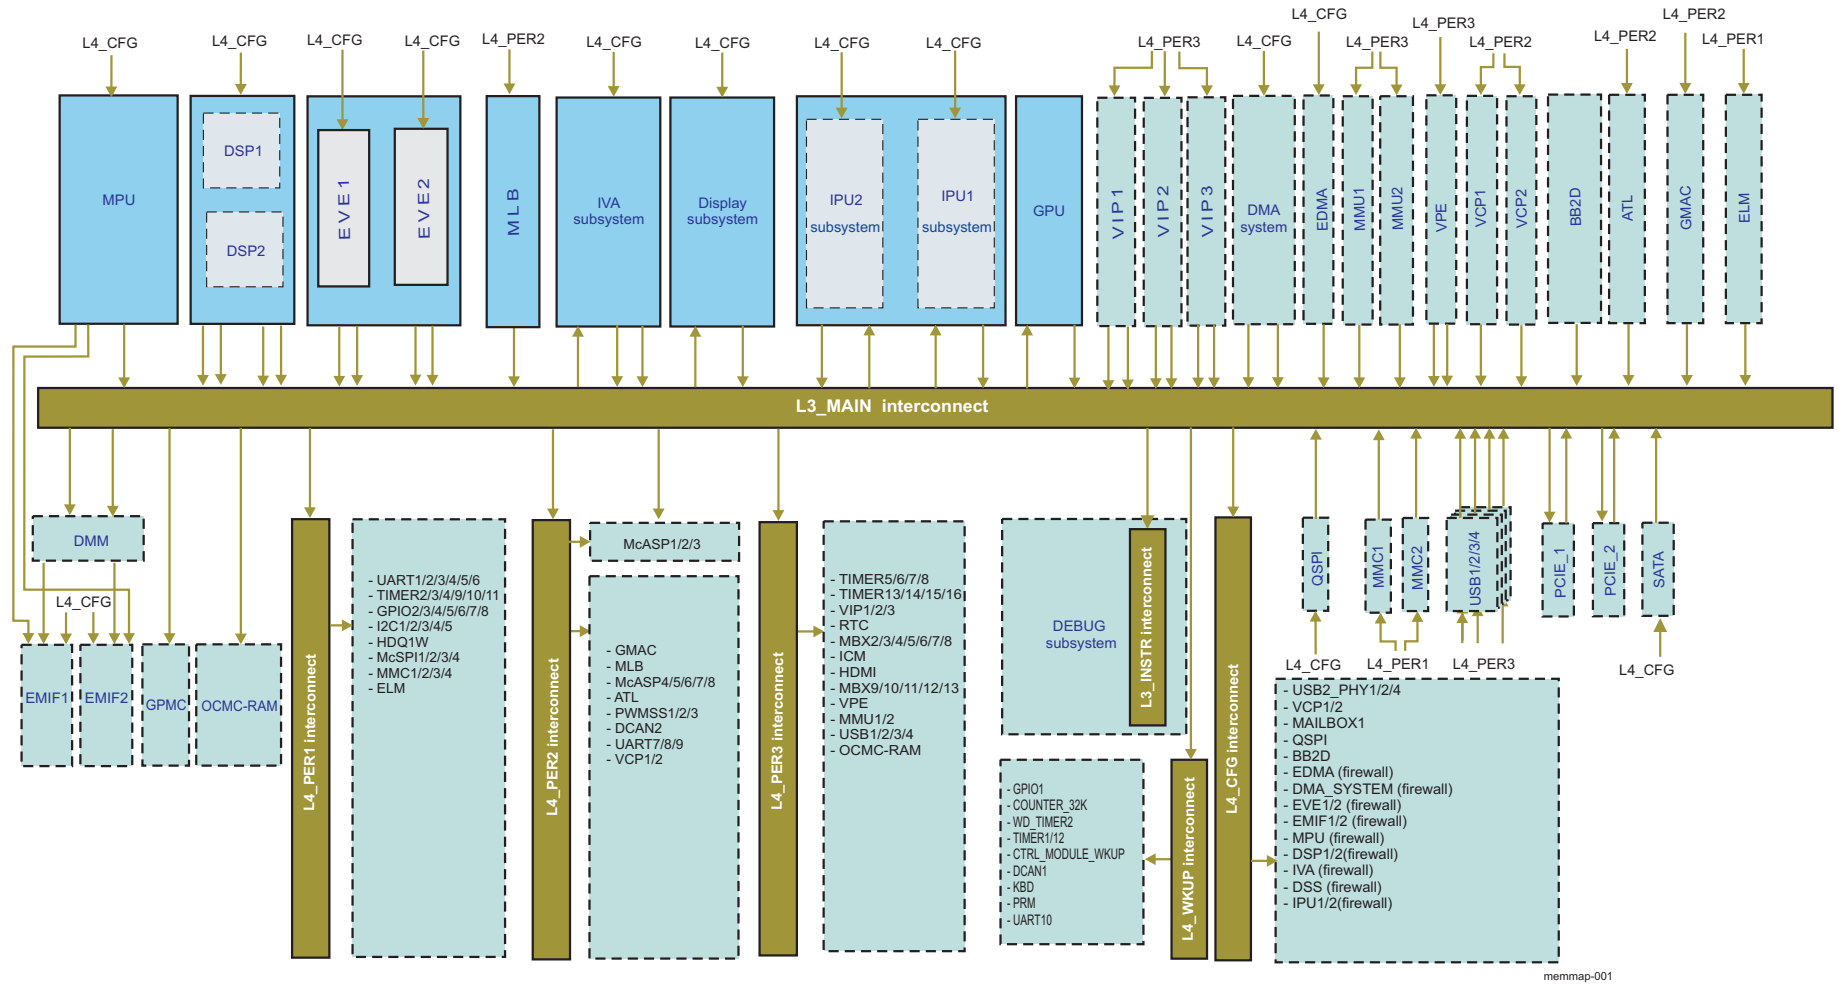 L4_CFG
L4_CFG
L4_CFG
L4_CFG
L4_PER2
L4_CFG
L4_CFG
L4_CFG
L4_CFG
L4_PER3
L4_CFG
L4_CFG
L4_PER3
L4_PER3
L4_PER2
L4_PER2
L4_PER2
L4_PER1
MPU
DSP1
DSP2
EVE1
EVE2
MLB
IVA
subsystem
Display
subsystem
IPU2
subsystem
IPU1
subsystem
GPU
VIP1
VIP2
VIP3
DMA
system
EDMA
MMU1
MMU2
VPE
VCP1
VCP2
BB2D
ATL
GMAC
ELM
L3_MAIN interconnect
DMM
L4_CFG
EMIF1
EMIF2
GPMC
OCMC-RAM
L4_PER1 interconnect
- UART1/2/3/4/5/6
- TIMER2/3/4/9/10/11
- GPIO2/3/4/5/6/7/8
- I2C1/2/3/4/5
- HDQ1W
- McSPI1/2/3/4
- MMC1/2/3/4
- ELM
L4_PER2 interconnect
McASP1/2/3
- GMAC
- MLB
- McASP4/5/6/7/8
- ATL
- PWMSS1/2/3
- DCAN2
- UART7/8/9
- VCP1/2
L4_PER3 interconnect
- TIMER5/6/7/8
- TIMER13/14/15/16
- VIP1/2/3
- RTC
- MBX2/3/4/5/6/7/8
- ICM
- HDMI
- MBX9/10/11/12/13
- VPE
- MMU1/2
- USB1/2/3/4
- OCMC-RAM
DEBUG
subsystem
L3_INSTR interconnect
- GPIO1
- COUNTER_32K
- WD_TIMER2
- TIMER1/12
- CTRL_MODULE_WKUP
- DCAN1
- KBD
- PRM
- UART10
L4_WKUP interconnect
L4_CFG interconnect
QSPI
MMC1
MMC2
USB1/2/3/4
PCIE_1
PCIE_2
SATA
L4_CFG
L4_PER1
L4_PER3
L4_CFG
- USB2_PHY1/2/4
- VCP1/2
- MAILBOX1
- QSPI
- BB2D
- EDMA (firewall)
- DMA_SYSTEM (firewall)
- EVE1/2 (firewall)
- EMIF1/2 (firewall)
- MPU (firewall)
- DSP1/2(firewall)
- IVA (firewall)
- DSS (firewall)
- IPU1/2(firewall)
memmap-001